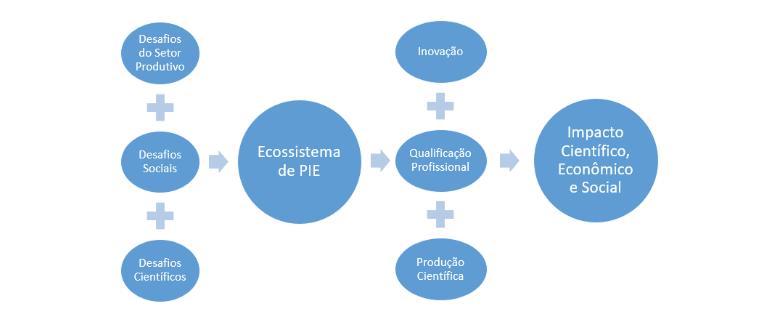 Desafios
do Setor
Produtivo
Desafios
Sociais
Desafios
Científicos
Ecossistema
de PIE
Inovação
Qualificação
Profissional
Produção
Científica
Impacto
Científico,
Econômico
e Social